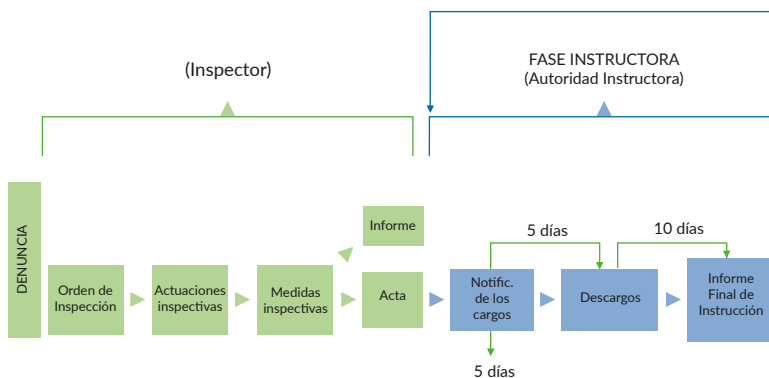 (Inspector)
FASE INSTRUCTORA
(Autoridad Instructora)
DENUNCIA
Orden de
Inspección
Actuaciones
inspectivas
Medidas
inspectivas
Informe
Acta
5 días
10 días
Notific.
de los
cargos
Descargos
Informe
Final de
Instrucción
5 días